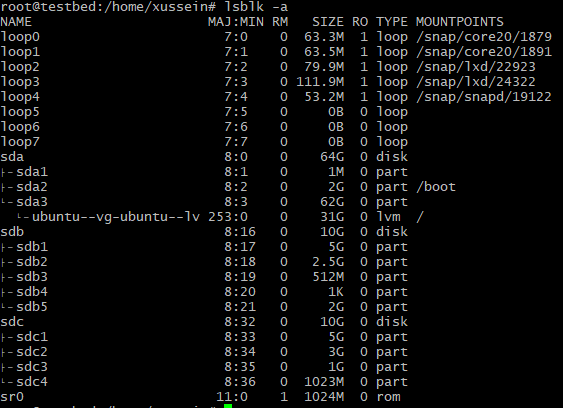 root@testbed:/home/xussein# lsblk -a
NAME                      MAJ:MIN RM   SIZE RO TYPE MOUNTPOINTS
loop0                       7:0    0  63.3M  1 loop /snap/core20/1879
loop1                       7:1    0  63.5M  1 loop /snap/core20/1891
loop2                       7:2    0  79.9M  1 loop /snap/lxd/22923
loop3                       7:3    0 111.9M  1 loop /snap/lxd/24322
loop4                       7:4    0  53.2M  1 loop /snap/snapd/19122
loop5                       7:5    0     0B  0 loop
loop6                       7:6    0     0B  0 loop
loop7                       7:7    0     0B  0 loop
sda                         8:0    0    64G  0 disk
├-sda1                      8:1    0     1M  0 part
├-sda2                      8:2    0     2G  0 part /boot
└-sda3                      8:3    0    62G  0 part
  └-ubuntu--vg-ubuntu--lv 253:0    0    31G  0 lvm  /
sdb                         8:16   0    10G  0 disk
├-sdb1                      8:17   0     5G  0 part
├-sdb2                      8:18   0   2.5G  0 part
├-sdb3                      8:19   0   512M  0 part
├-sdb4                      8:20   0     1K  0 part
└-sdb5                      8:21   0     2G  0 part
sdc                         8:32   0    10G  0 disk
├-sdc1                      8:33   0     5G  0 part
├-sdc2                      8:34   0     3G  0 part
├-sdc3                      8:35   0     1G  0 part
└-sdc4                      8:36   0  1023M  0 part
sr0                        11:0    1  1024M  0 rom